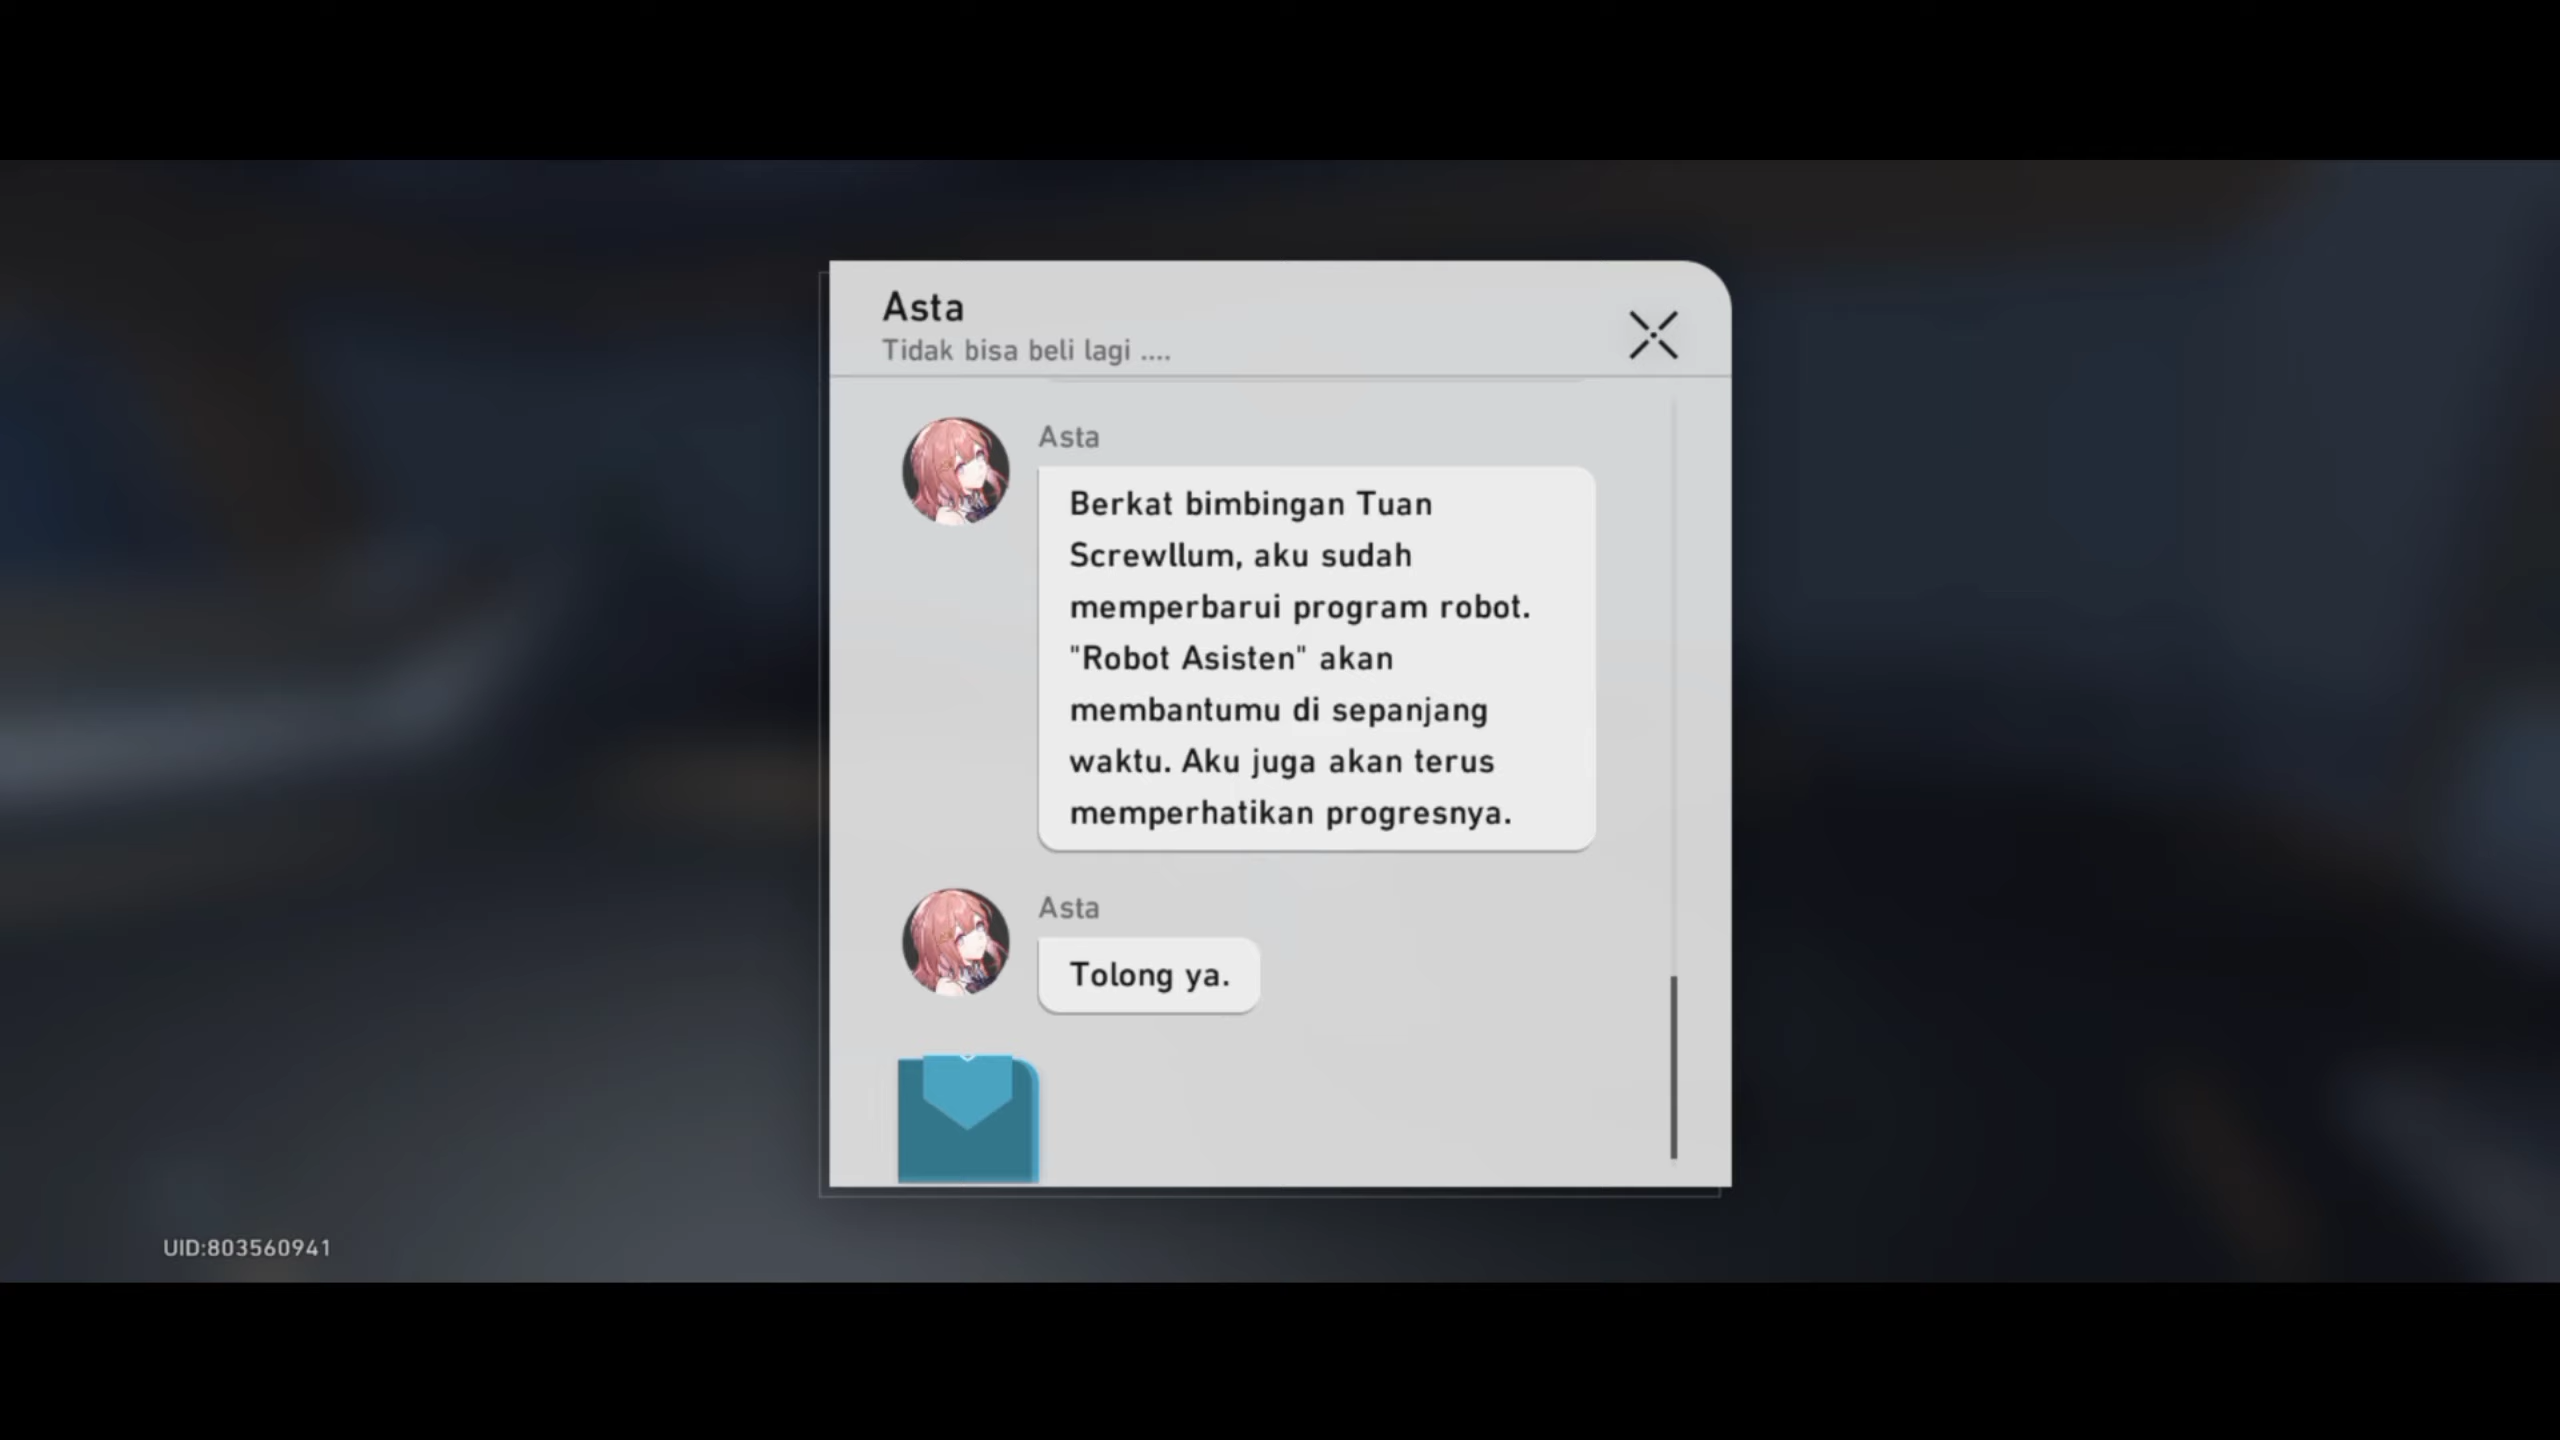 Asta
Tidak bisa beli lagi ....
Asta
Berkat bimbingan Tuan
Screwllum, aku sudah
memperbarui program robot.
"Robot Asisten" akan
membantumu di sepanjang
waktu. Aku juga akan terus
memperhatikan progresnya.
Asta
Tolong ya.
UID:803560941